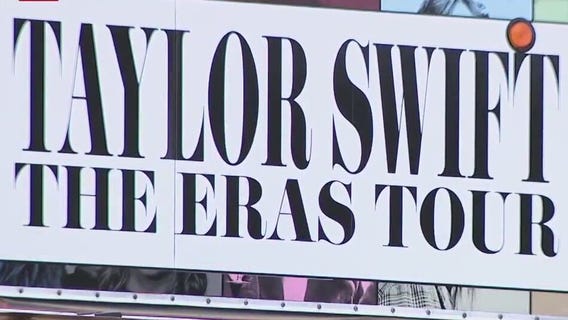 TAYLOR SWIFT
THE ERAS TOUR